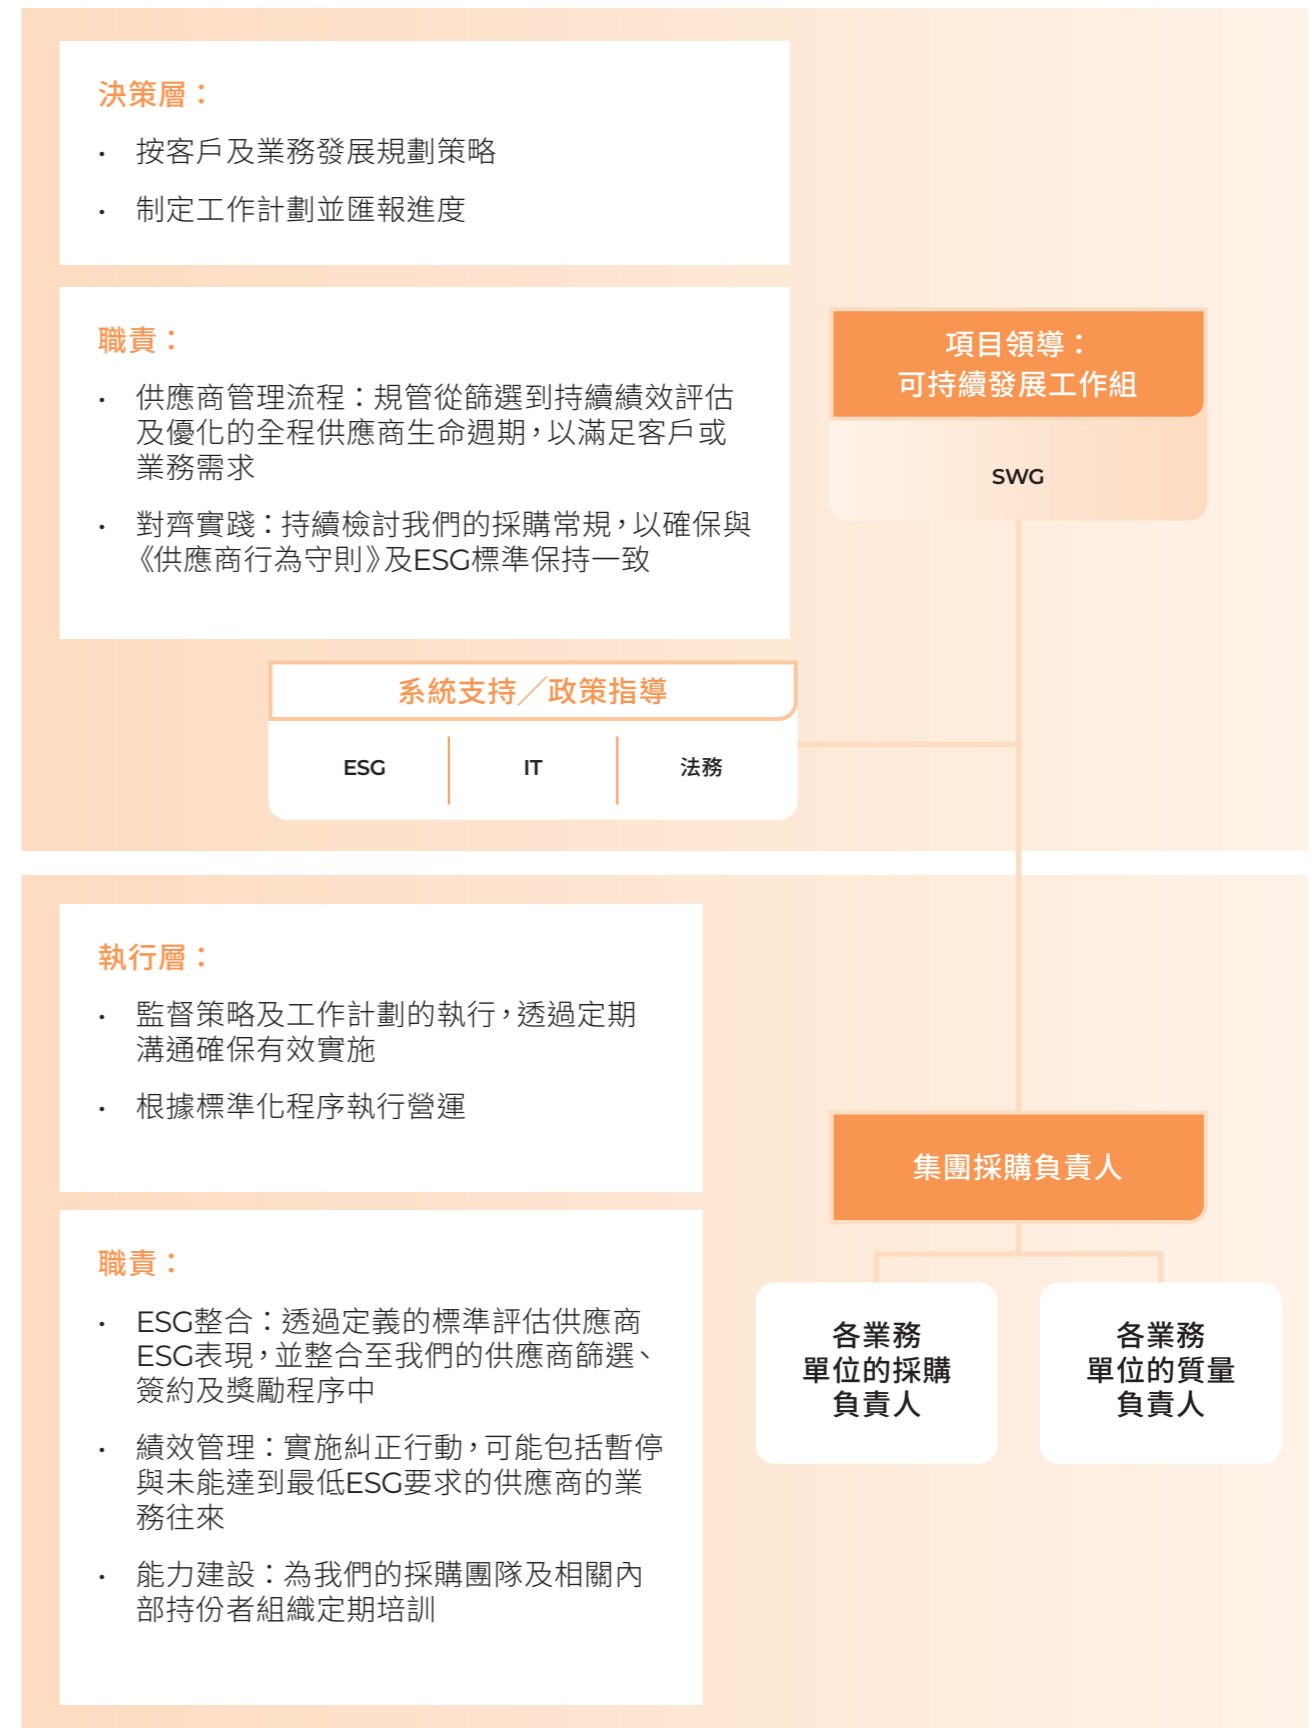 決策層：
• 按客戶及業務發展規劃策略
• 制定工作計劃並匯報進度
職責：
• 供應商管理流程：規管從篩選到持續績效評估
及優化的全程供應商生命週期，以滿足客戶或
業務需求
• 對齊實踐：持續檢討我們的採購常規，以確保與
《供應商行為守則》及ESG標準保持一致
項目領導：
可持續發展工作組
SWG
系統支持／政策指導
ESG
IT
法務
執行層：
• 監督策略及工作計劃的執行，透過定期
溝通確保有效實施
• 根據標準化程序執行營運
職責：
• ESG整合：透過定義的標準評估供應商
ESG表現，並整合至我們的供應商篩選、
簽約及獎勵程序中
• 績效管理：實施糾正行動，可能包括暫停
與未能達到最低ESG要求的供應商的業
務往來
• 能力建設：為我們的採購團隊及相關內
部持份者組織定期培訓
集團採購負責人
各業務
單位的採購
負責人
各業務
單位的質量
負責人